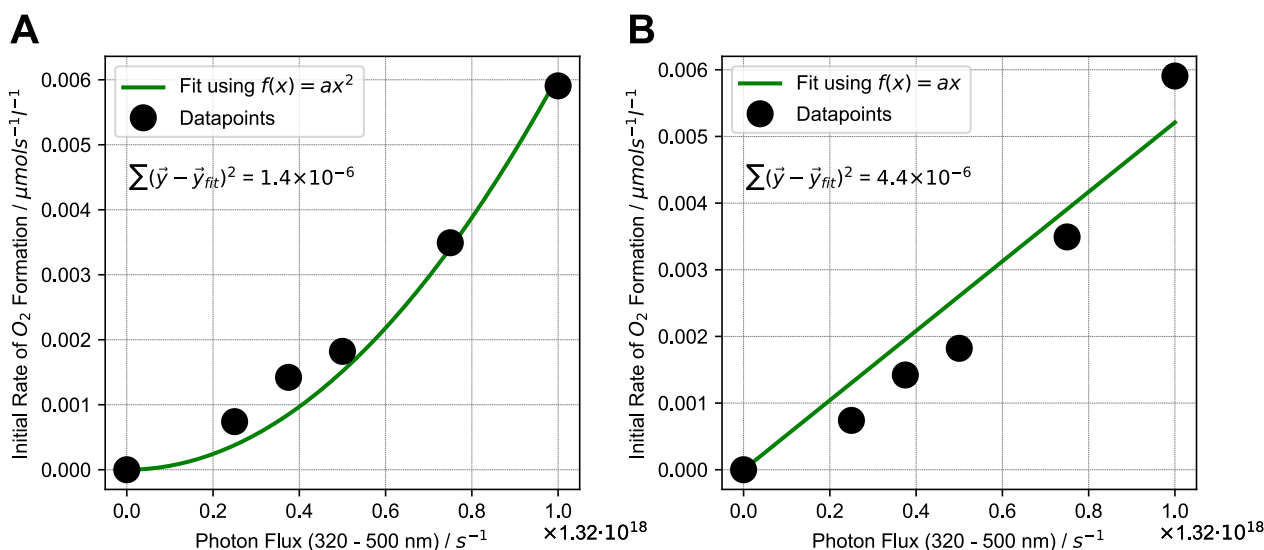 A
Initial Rate of O₂ Formation / μmols⁻¹l⁻¹
0.006
0.005
0.004
0.003
0.002
0.001
0.000
Fit using f(x) = ax²
Datapoints
∑(y⃗ − y⃗_fit)² = 1.4×10⁻⁶
0.0 0.2 0.4 0.6 0.8 1.0
×1.32·10¹⁸
Photon Flux (320 - 500 nm) / s⁻¹
B
Initial Rate of O₂ Formation / μmols⁻¹l⁻¹
0.006
0.005
0.004
0.003
0.002
0.001
0.000
Fit using f(x) = ax
Datapoints
∑(y⃗ − y⃗_fit)² = 4.4×10⁻⁶
0.0 0.2 0.4 0.6 0.8 1.0
×1.32·10¹⁸
Photon Flux (320 - 500 nm) / s⁻¹